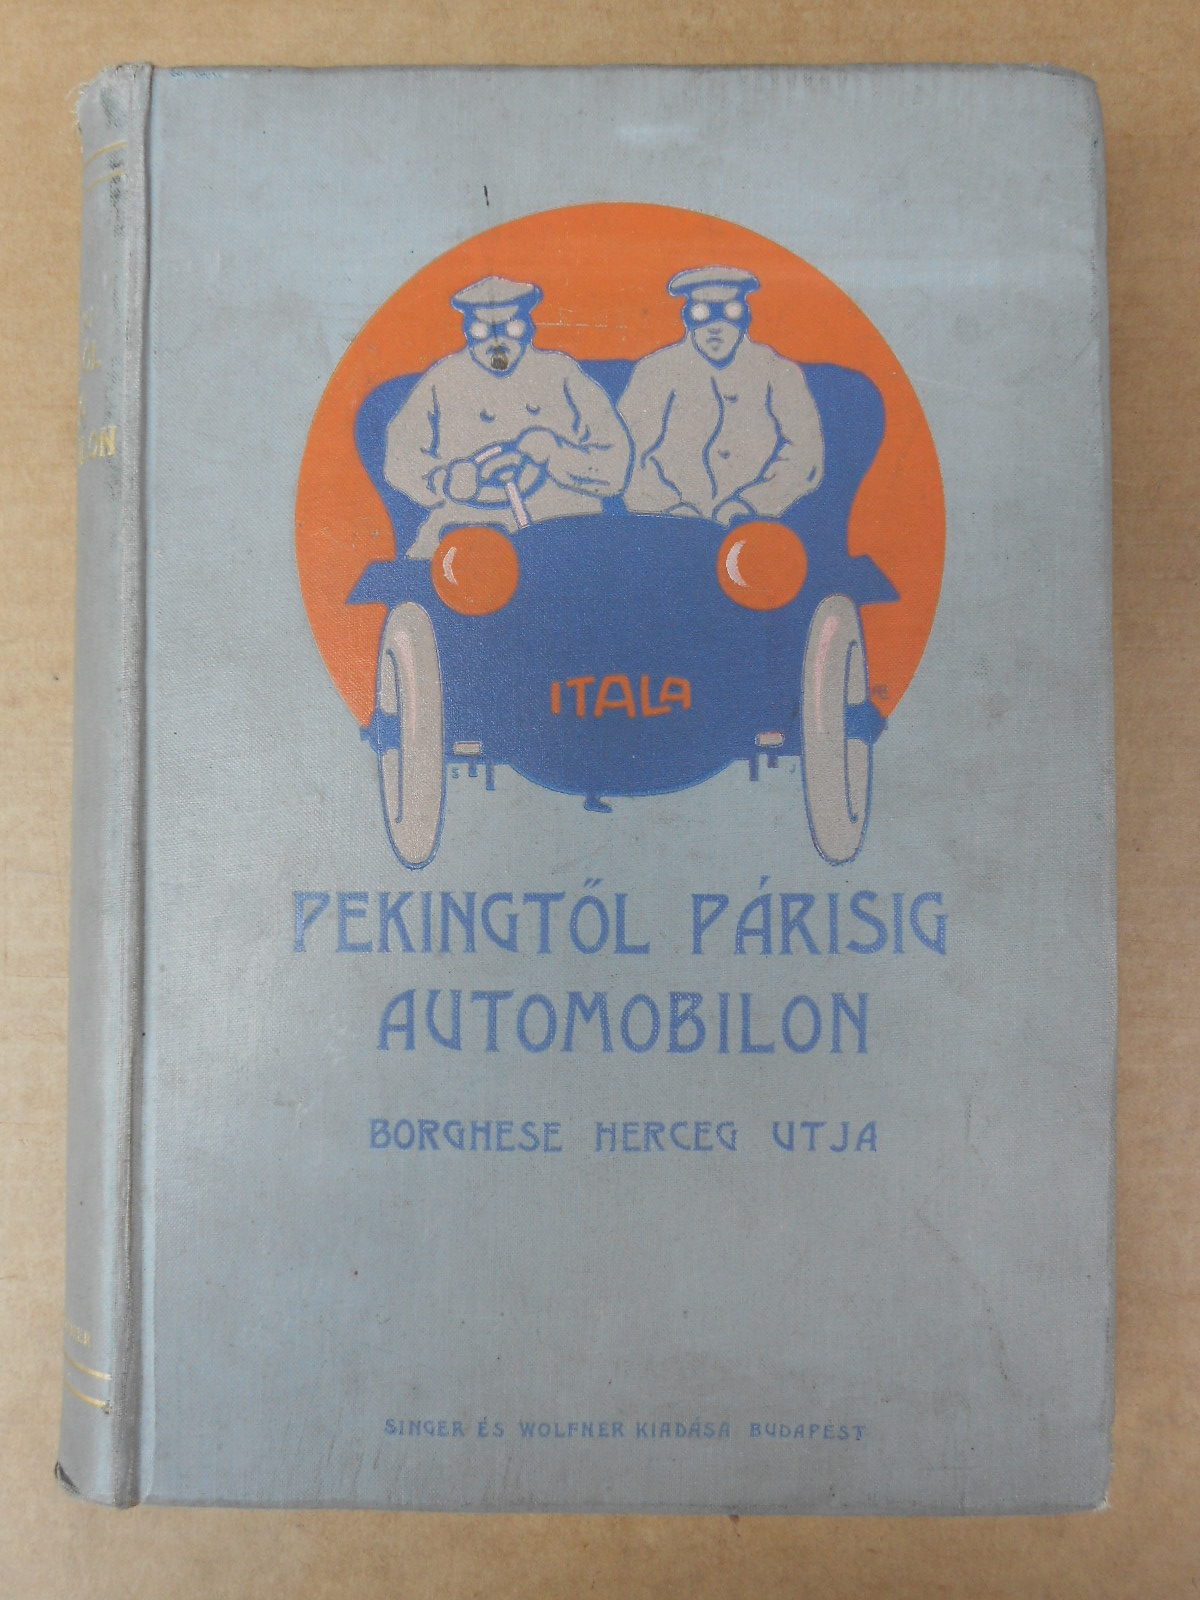 ITALA
PEKINGTŐL PÁRISIG
AUTOMOBILON
BORGHESE HERCEG UTJA
SINGER ÉS WOLFNER KIADÁSA BUDAPEST